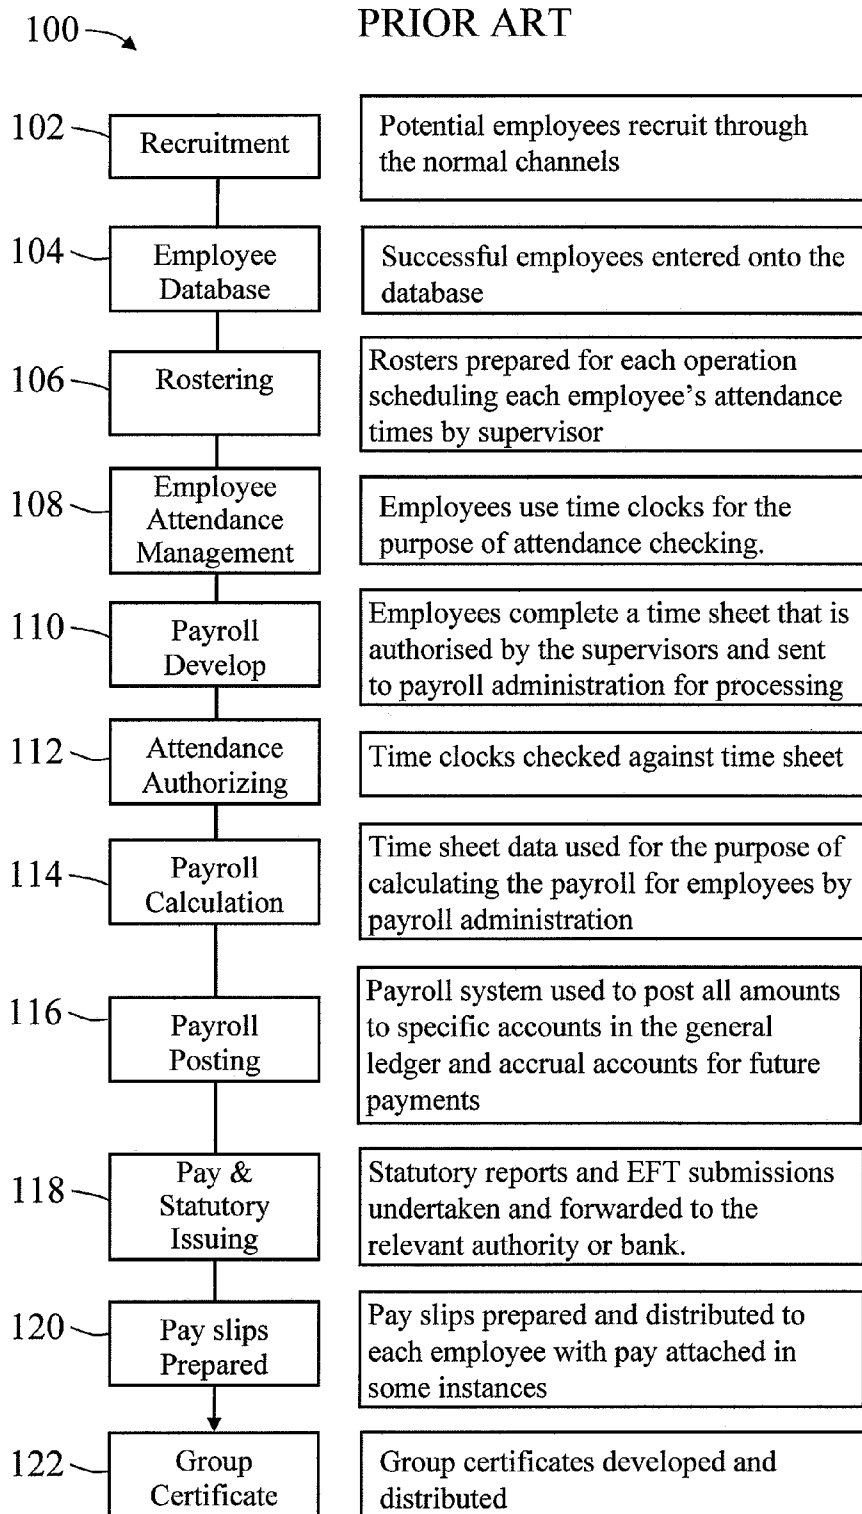 PRIOR ART
100
102
Recruitment
Potential employees recruit through
the normal channels
104
Employee
Database
Successful employees entered onto the
database
106
Rostering
Rosters prepared for each operation
scheduling each employee's attendance
times by supervisor
108
Employee
Attendance
Management
Employees use time clocks for the
purpose of attendance checking.
110
Payroll
Develop
Employees complete a time sheet that is
authorised by the supervisors and sent
to payroll administration for processing
112
Attendance
Authorizing
Time clocks checked against time sheet
114
Payroll
Calculation
Time sheet data used for the purpose of
calculating the payroll for employees by
payroll administration
116
Payroll
Posting
Payroll system used to post all amounts
to specific accounts in the general
ledger and accrual accounts for future
payments
118
Pay &
Statutory
Issuing
Statutory reports and EFT submissions
undertaken and forwarded to the
relevant authority or bank.
120
Pay slips
Prepared
Pay slips prepared and distributed to
each employee with pay attached in
some instances
122
Group
Certificate
Group certificates developed and
distributed